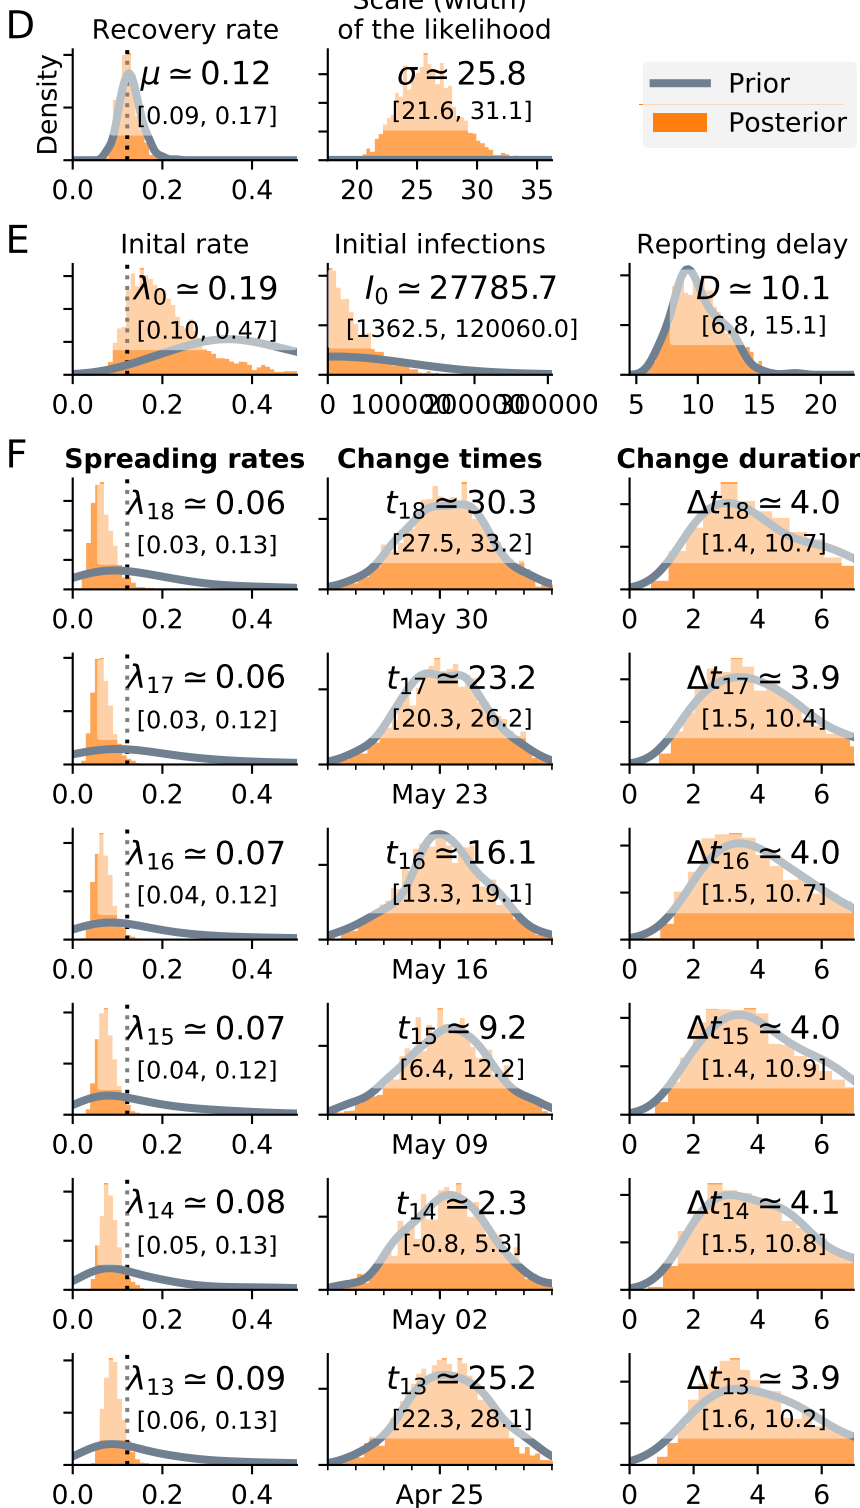 D
Scale (width)
Recovery rate
of the likelihood
Density
μ ≃ 0.12
[0.09, 0.17]
σ ≃ 25.8
[21.6, 31.1]
Prior
Posterior
0.0 0.2 0.4
20 25 30 35
E
Inital rate
Initial infections
Reporting delay
λ0 ≃ 0.19
[0.10, 0.47]
I0 ≃ 27785.7
[1362.5, 120060.0]
D ≃ 10.1
[6.8, 15.1]
0.0 0.2 0.4
0 100000 200000 300000
5 10 15 20
F
Spreading rates
Change times
Change duration
λ18 ≃ 0.06
[0.03, 0.13]
t18 ≃ 30.3
[27.5, 33.2]
Δt18 ≃ 4.0
[1.4, 10.7]
0.0 0.2 0.4
May 30
0 2 4 6
λ17 ≃ 0.06
[0.03, 0.12]
t17 ≃ 23.2
[20.3, 26.2]
Δt17 ≃ 3.9
[1.5, 10.4]
0.0 0.2 0.4
May 23
0 2 4 6
λ16 ≃ 0.07
[0.04, 0.12]
t16 ≃ 16.1
[13.3, 19.1]
Δt16 ≃ 4.0
[1.5, 10.7]
0.0 0.2 0.4
May 16
0 2 4 6
λ15 ≃ 0.07
[0.04, 0.12]
t15 ≃ 9.2
[6.4, 12.2]
Δt15 ≃ 4.0
[1.4, 10.9]
0.0 0.2 0.4
May 09
0 2 4 6
λ14 ≃ 0.08
[0.05, 0.13]
t14 ≃ 2.3
[-0.8, 5.3]
Δt14 ≃ 4.1
[1.5, 10.8]
0.0 0.2 0.4
May 02
0 2 4 6
λ13 ≃ 0.09
[0.06, 0.13]
t13 ≃ 25.2
[22.3, 28.1]
Δt13 ≃ 3.9
[1.6, 10.2]
0.0 0.2 0.4
Apr 25
0 2 4 6